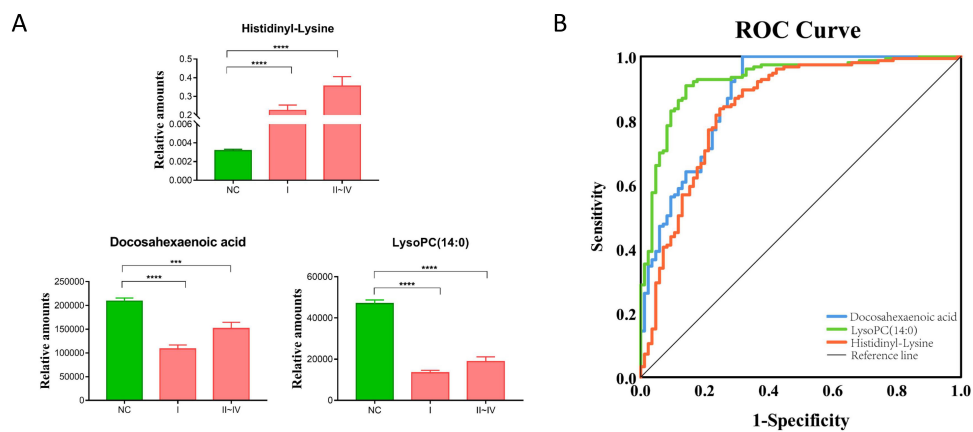 A
Histidinyl-Lysine
****
****
Relative amounts
0.5
0.4
0.3
0.2
0.006
0.004
0.002
0.000
NC I II~IV
Docosahexaenoic acid
***
****
Relative amounts
250000
200000
150000
100000
50000
0
NC I II~IV
LysoPC(14:0)
****
****
Relative amounts
60000
40000
20000
0
NC I II~IV
B
ROC Curve
Sensitivity
1.0
0.8
0.6
0.4
0.2
0.0
Docosahexaenoic acid
LysoPC(14:0)
Histidinyl-Lysine
Reference line
0.0 0.2 0.4 0.6 0.8 1.0
1-Specificity